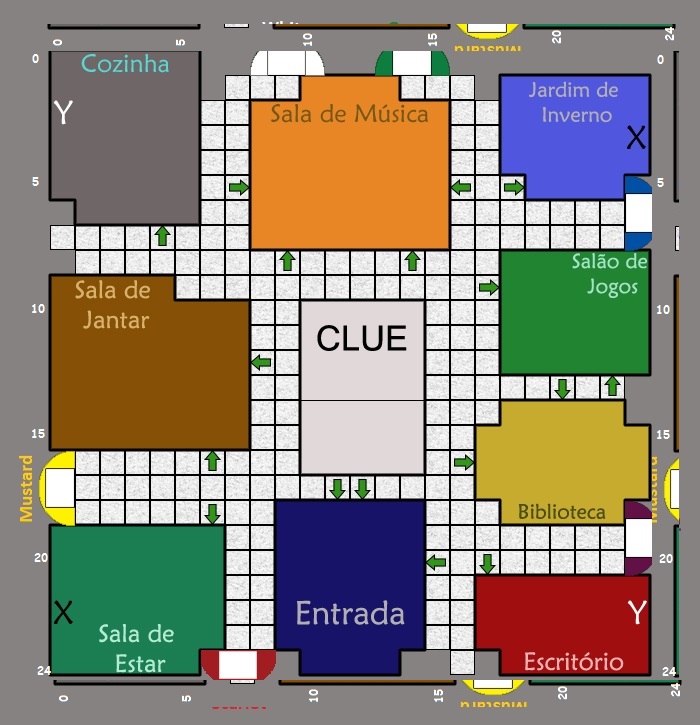 0
5
10
15
20
24
Cozinha
0
0
Y
Sala de Música
Jardim de
Inverno
X
5
5
Salão de
Jogos
Sala de
Jantar
10
10
CLUE
15
15
Mustard
Biblioteca
20
20
Entrada
X
Y
Sala de
Estar
Escritório
24
24
0
5
10
15
20
24